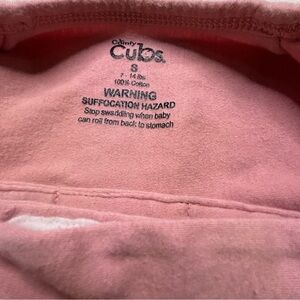 Comfy
Cubs
S
7 - 14 lbs
100% Cotton
WARNING
SUFFOCATION HAZARD
Stop swaddling when baby
can roll from back to stomach